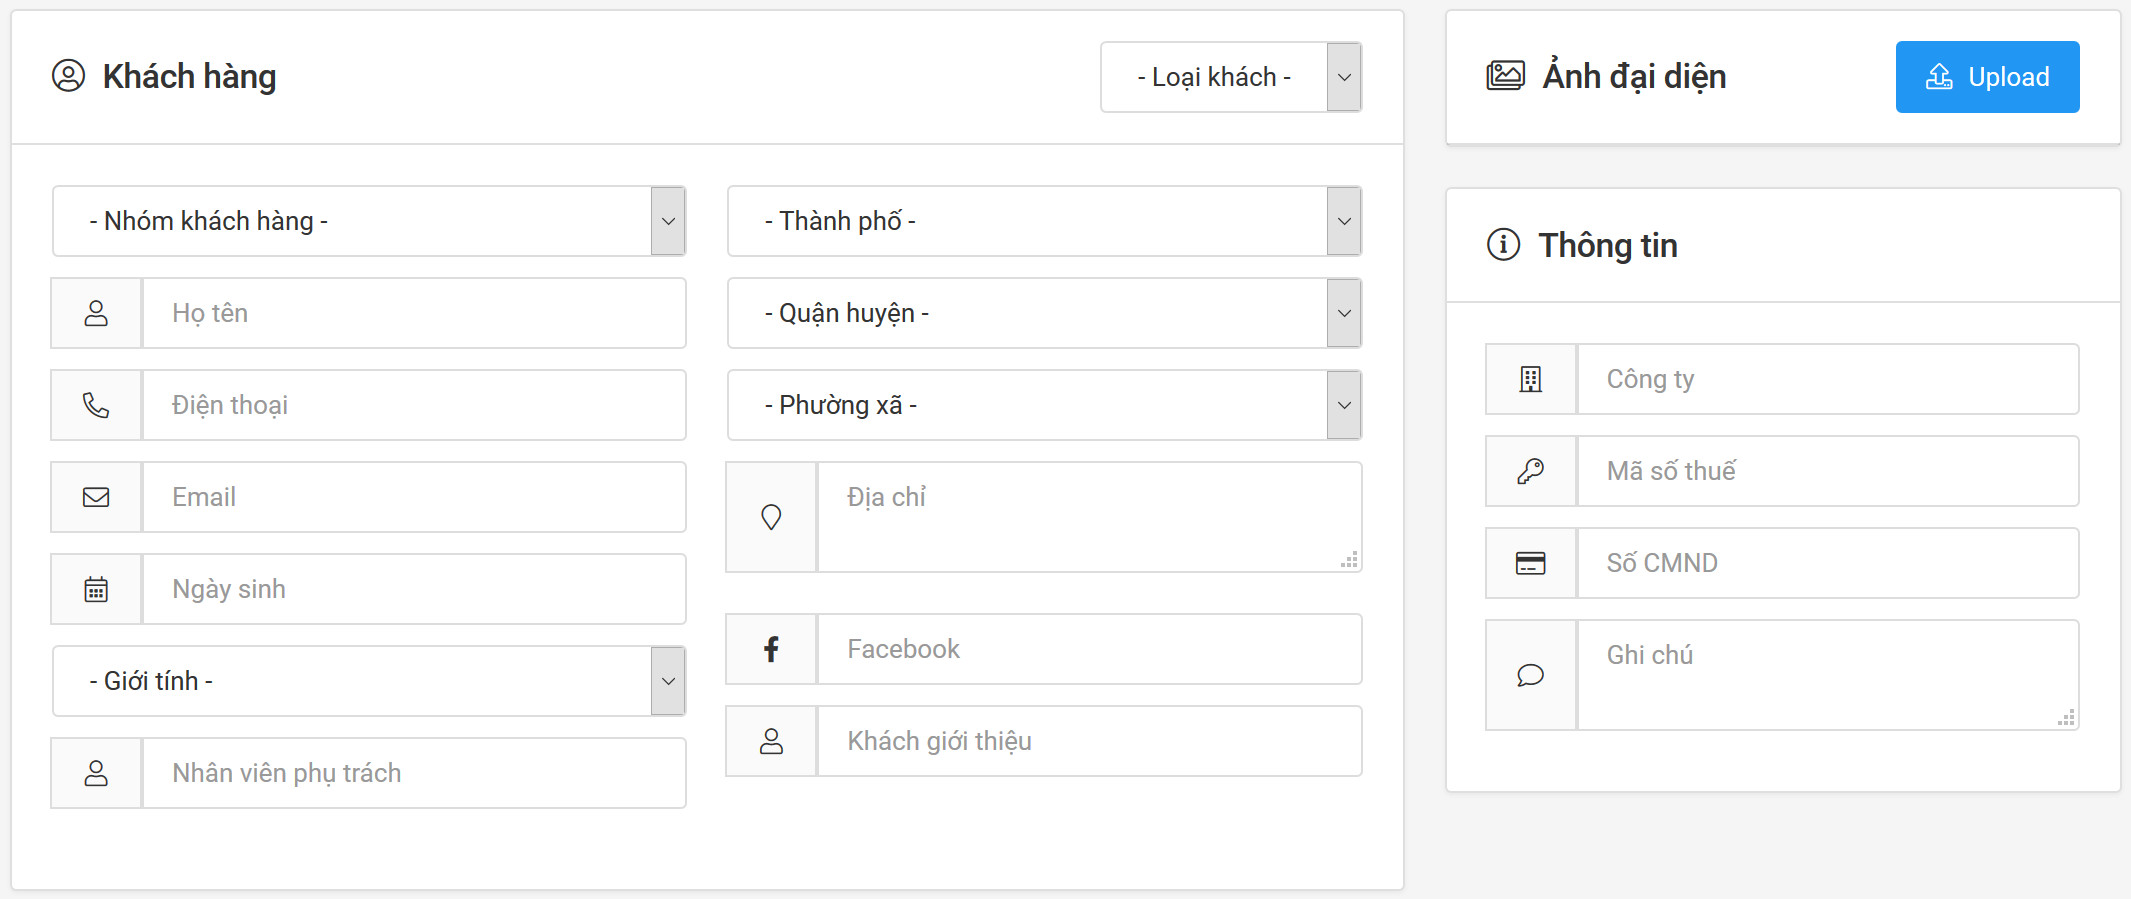 Khách hàng
- Loại khách -
- Nhóm khách hàng -
Họ tên
Điện thoại
Email
Ngày sinh
- Giới tính -
Nhân viên phụ trách
- Thành phố -
- Quận huyện -
- Phường xã -
Địa chỉ
Facebook
Khách giới thiệu
Ảnh đại diện
Upload
Thông tin
Công ty
Mã số thuế
Số CMND
Ghi chú